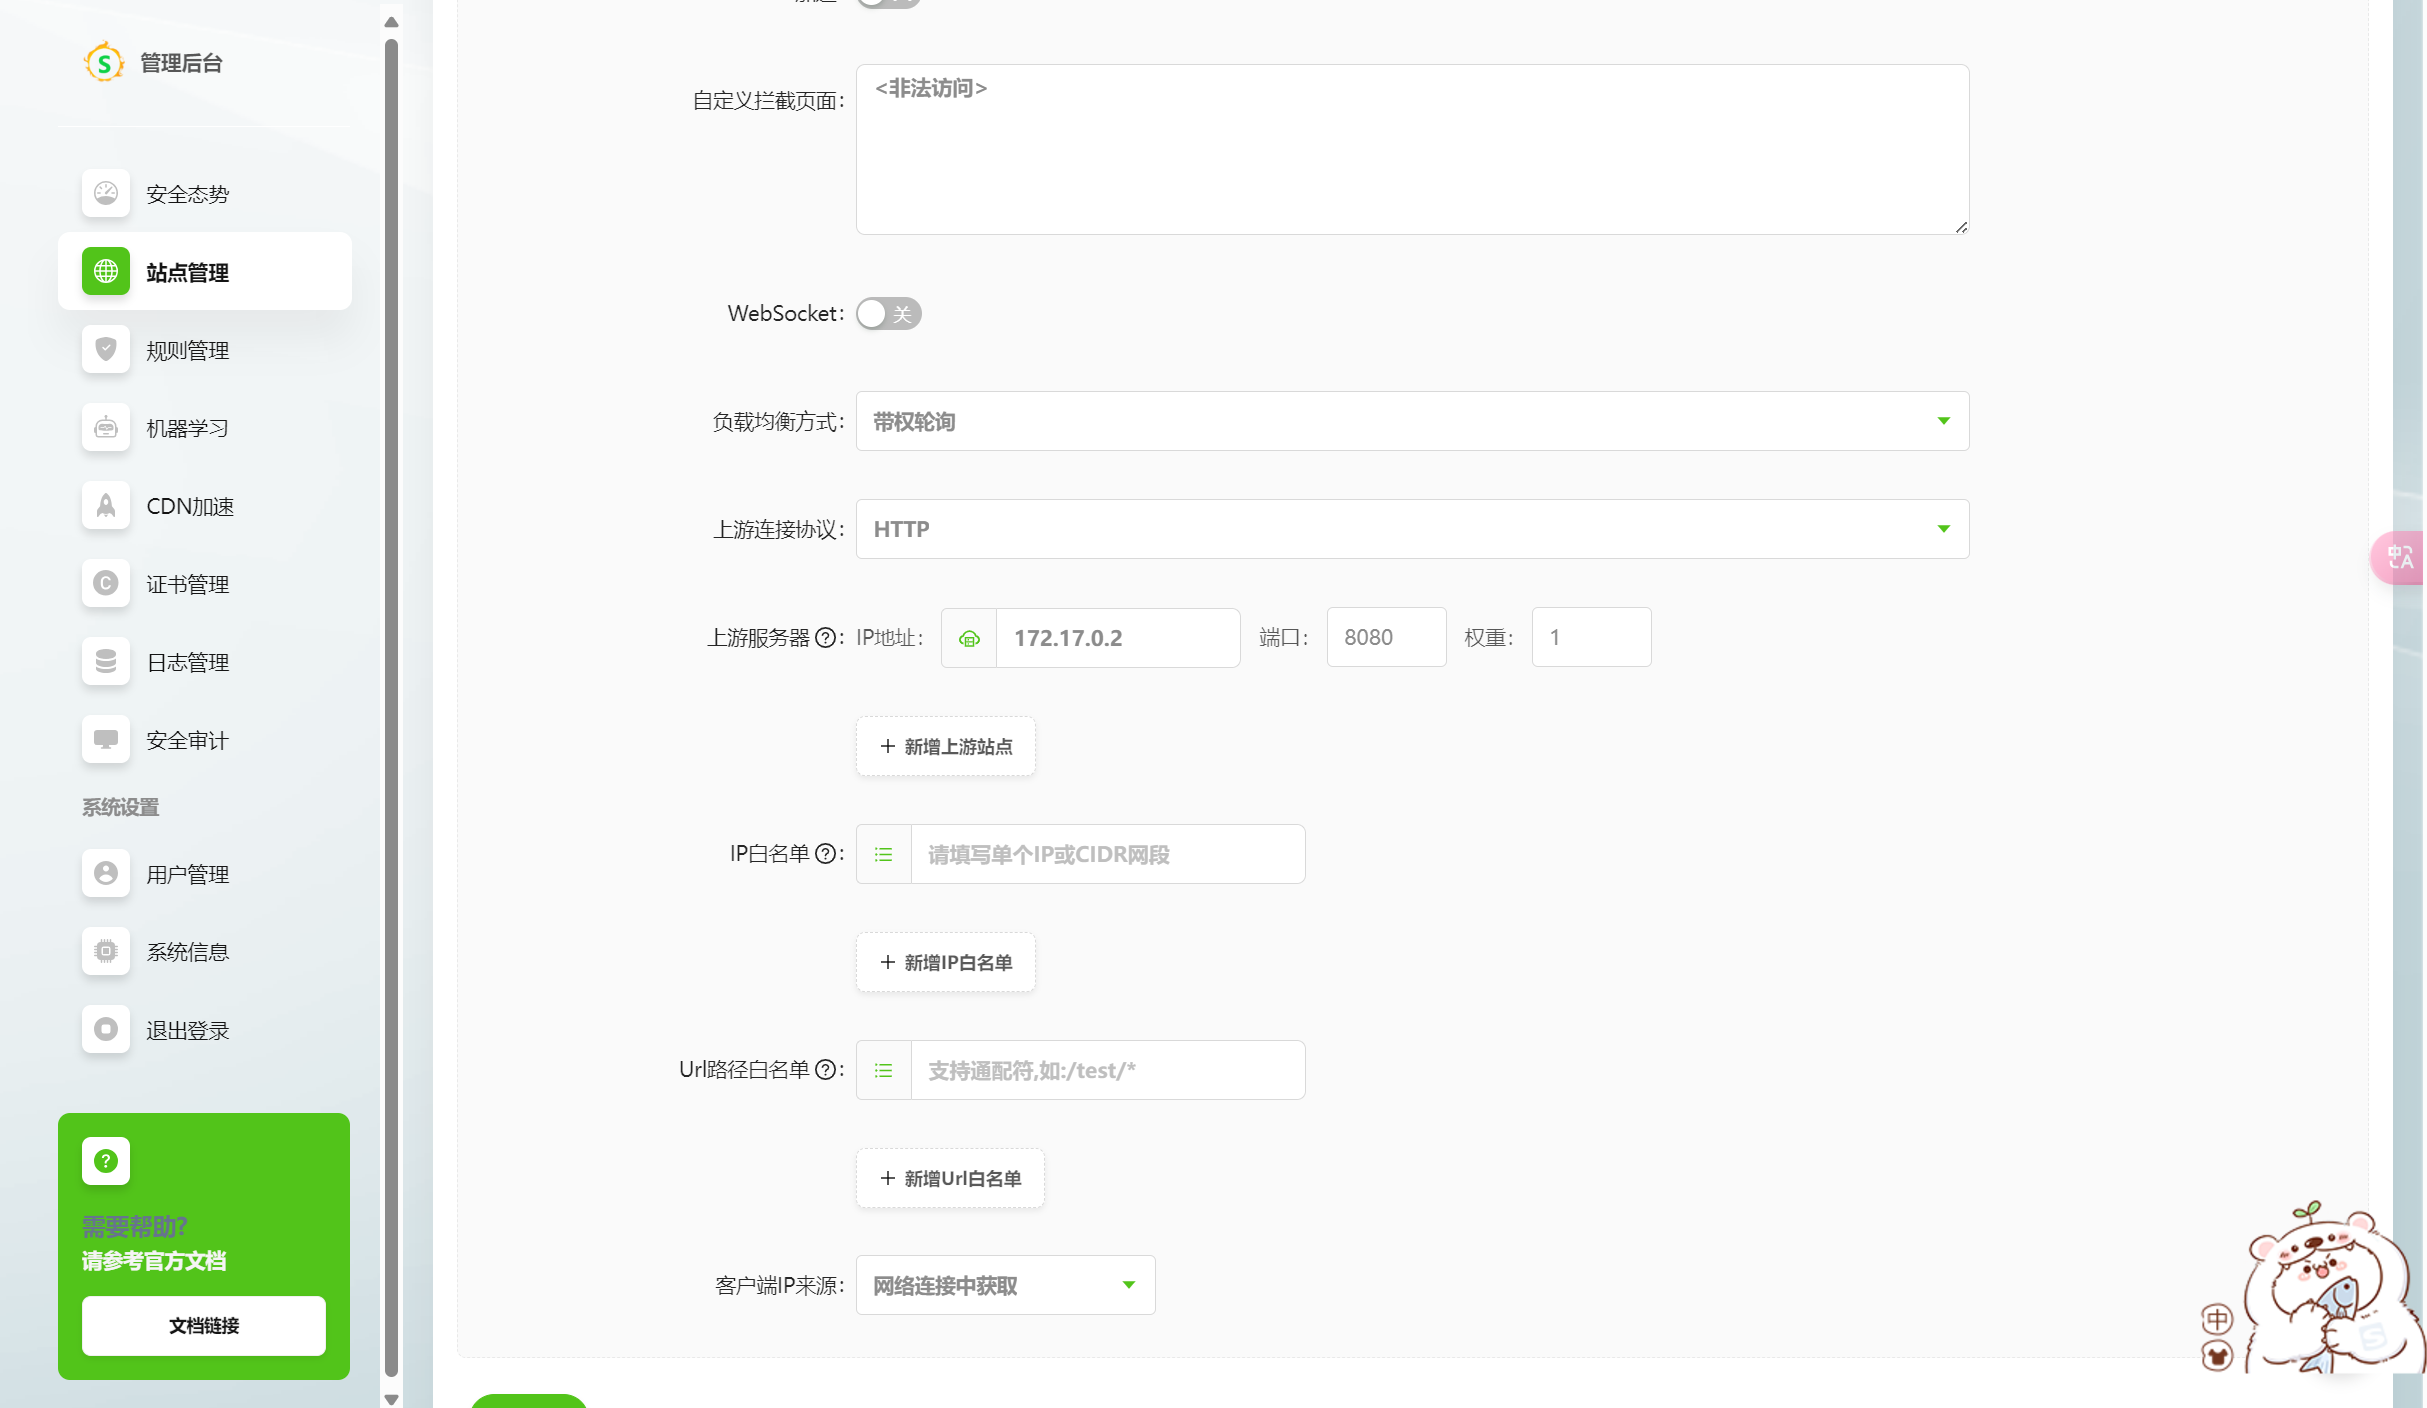 管理后台
安全态势
站点管理
规则管理
机器学习
CDN加速
证书管理
日志管理
安全审计
系统设置
用户管理
系统信息
退出登录
需要帮助?
请参考官方文档
文档链接
自定义拦截页面:
<非法访问>
WebSocket:
关
负载均衡方式:
带权轮询
上游连接协议:
HTTP
上游服务器 ? : IP地址: 172.17.0.2 端口: 8080 权重: 1
+ 新增上游站点
IP白名单 ? : 请填写单个IP或CIDR网段
+ 新增IP白名单
Url路径白名单 ? : 支持通配符,如:/test/*
+ 新增Url白名单
客户端IP来源: 网络连接中获取
中A
中